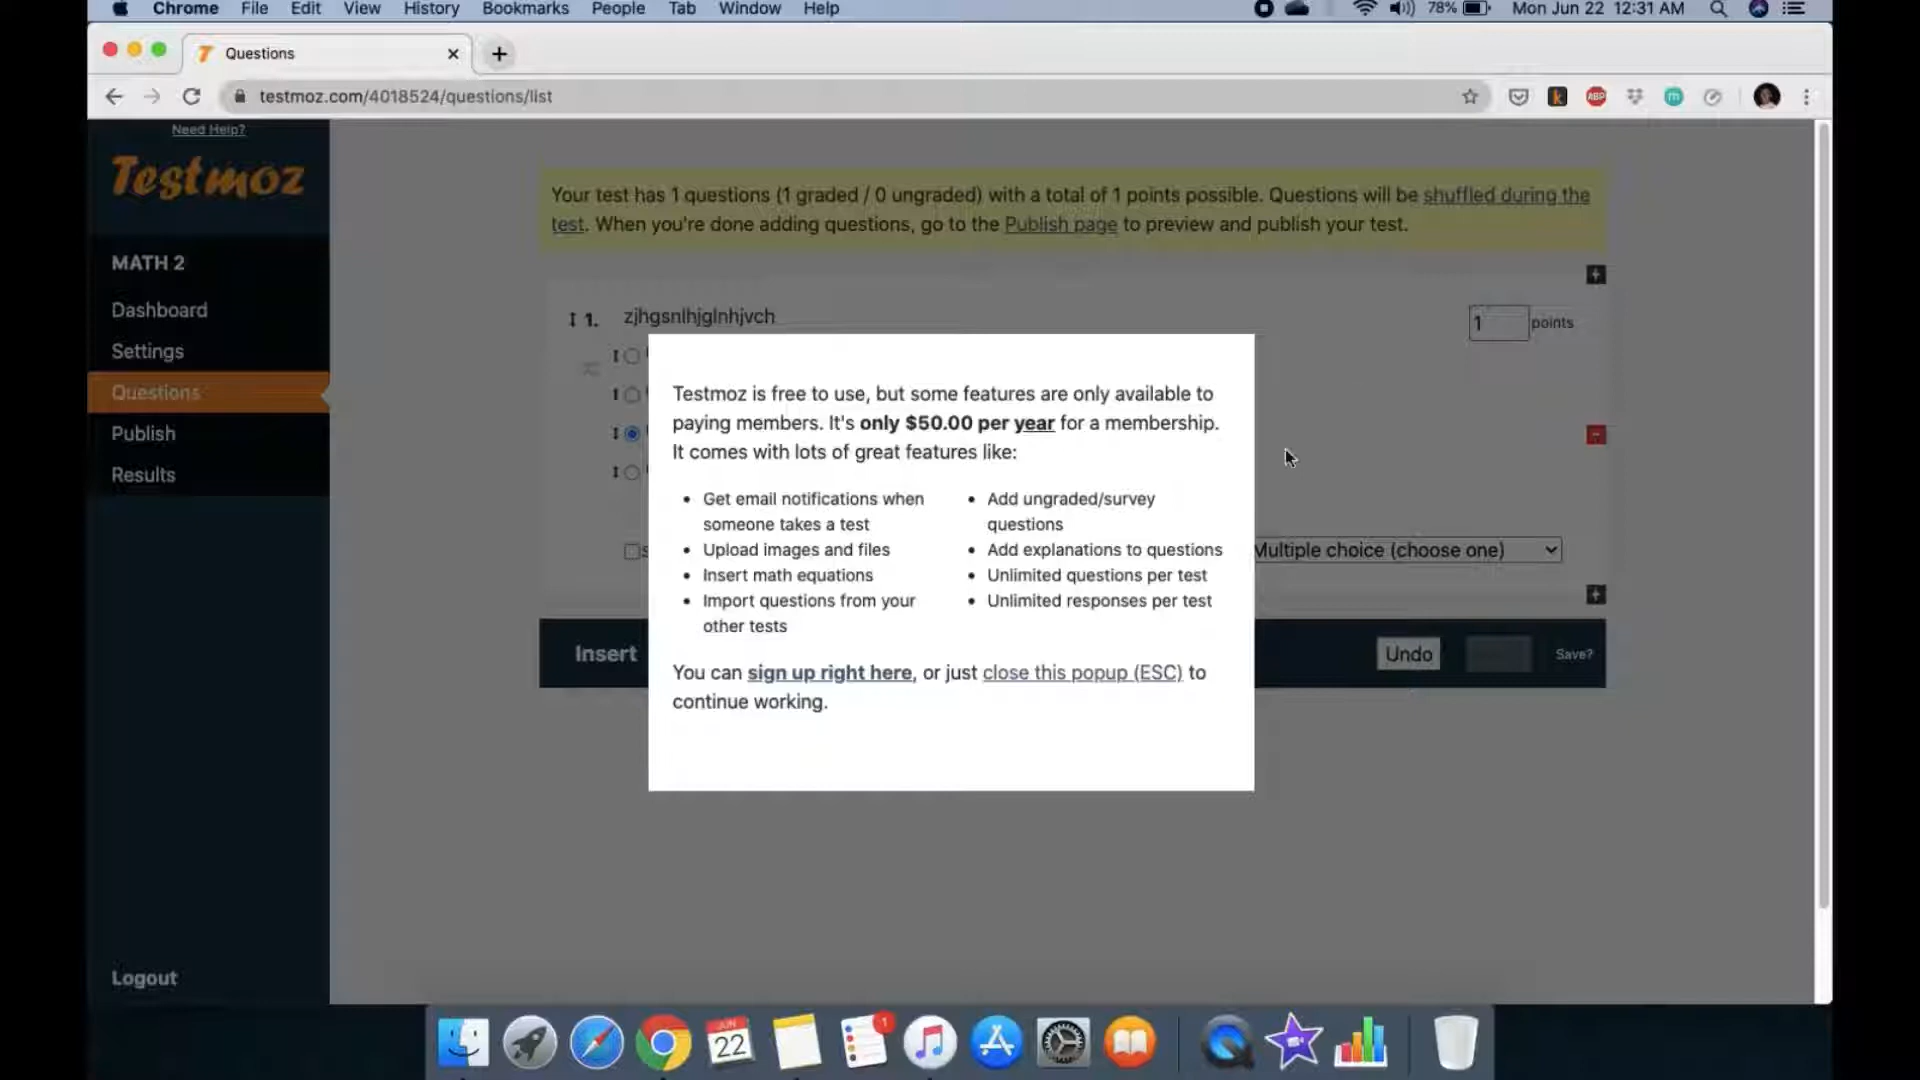 Chrome File Edit View History Bookmarks People Tab Window Help 78% Mon Jun 22 12:31 AM
Questions
testmoz.com/4018524/questions/list
ABP
Need Help?
Testmoz
Your test has 1 questions (1 graded / 0 ungraded) with a total of 1 points possible. Questions will be shuffled during the
test. When you're done adding questions, go to the Publish page to preview and publish your test.
MATH 2
Dashboard
Settings
Questions
Publish
Results
Logout
1. zjhgsnlhjglnhjvch
1 points
Testmoz is free to use, but some features are only available to
paying members. It's only $50.00 per year for a membership.
It comes with lots of great features like:
• Get email notifications when
someone takes a test
• Upload images and files
• Insert math equations
• Import questions from your
other tests
• Add ungraded/survey
questions
• Add explanations to questions
• Unlimited questions per test
• Unlimited responses per test
You can sign up right here, or just close this popup (ESC) to
continue working.
Multiple choice (choose one)
Insert
Undo
Save?
JUN
22
1